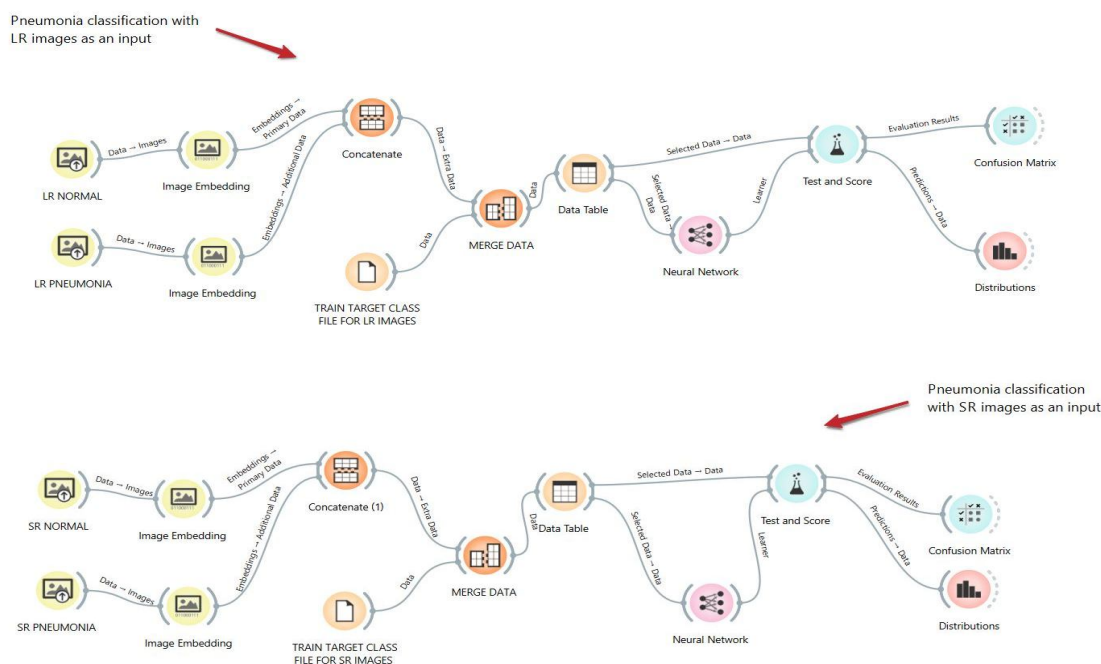 Pneumonia classification with
LR images as an input
LR NORMAL
Data → Images
Image Embedding
Embeddings →
Primary Data
Concatenate
LR PNEUMONIA
Data → Images
Image Embedding
Embeddings → Additional Data
Data → Extra Data
MERGE DATA
Data
TRAIN TARGET CLASS
FILE FOR LR IMAGES
Data
Data Table
Selected Data → Data
Selected Data →
Data
Neural Network
Learner
Test and Score
Evaluation Results
Confusion Matrix
Predictions → Data
Distributions
Pneumonia classification
with SR images as an input
SR NORMAL
Data → Images
Image Embedding
Embeddings →
Primary Data
Concatenate (1)
SR PNEUMONIA
Data → Images
Image Embedding
Embeddings → Additional Data
Data → Extra Data
MERGE DATA
Data
TRAIN TARGET CLASS
FILE FOR SR IMAGES
Data
Data Table
Selected Data → Data
Selected Data → Data
Neural Network
Learner
Test and Score
Evaluation Results
Confusion Matrix
Predictions → Data
Distributions